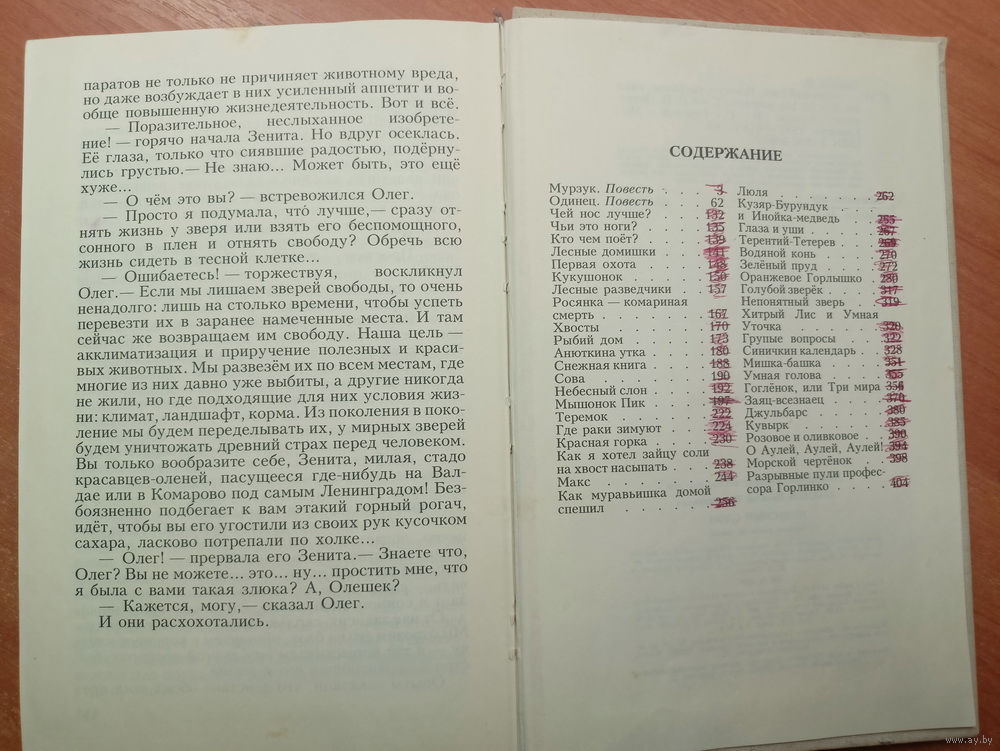 паратов не только не причиняет животному вреда,
но даже возбуждает в них усиленный аппетит и во-
обще повышенную жизнедеятельность. Вот и всё.
— Поразительное, неслыханное изобрете-
ние! — горячо начала Зенита. Но вдруг осеклась.
Её глаза, только что сиявшие радостью, подёрну-
лись грустью.— Не знаю... Может быть, это ещё
хуже...
— О чём это вы? — встревожился Олег.
— Просто я подумала, что́ лучше,— сразу от-
нять жизнь у зверя или взять его беспомощного,
сонного в плен и отнять свободу? Обречь всю
жизнь сидеть в тесной клетке...
— Ошибаетесь! — торжествуя, воскликнул
Олег.— Если мы лишаем зверей свободы, то очень
ненадолго: лишь на столько времени, чтобы успеть
перевезти их в заранее намеченные места. И там
сейчас же возвращаем им свободу. Наша цель —
акклиматизация и приручение полезных и краси-
вых животных. Мы развезём их по всем местам, где
многие из них давно уже выбиты, а другие никогда
не жили, но где подходящие для них условия жиз-
ни: климат, ландшафт, корма. Из поколения в поко-
ление мы будем переделывать их, у мирных зверей
будем уничтожать древний страх перед человеком.
Вы только вообразите себе, Зенита, милая, стадо
красавцев-оленей, пасущееся где-нибудь на Вал-
дае или в Комарово под самым Ленинградом! Без-
боязненно подбегает к вам этакий горный рогач,
идёт, чтобы вы его угостили из своих рук кусочком
сахара, ласково потрепали по холке...
— Олег! — прервала его Зенита.— Знаете что,
Олег? Вы не можете... это... ну... простить мне, что
я была с вами такая злюка? А, Олешек?
— Кажется, могу,— сказал Олег.
И они расхохотались.
СОДЕРЖАНИЕ
Мурзук. Повесть . . . . 3
Одинец. Повесть . . . . 62
Чей нос лучше? . . . . 132
Чьи это ноги? . . . . 135
Кто чем поёт? . . . . 139
Лесные домишки . . . . 141
Первая охота . . . . 148
Кукушонок . . . . 150
Лесные разведчики . . . . 157
Росянка — комариная
смерть . . . . 167
Хвосты . . . . 170
Рыбий дом . . . . 173
Анюткина утка . . . . 180
Снежная книга . . . . 188
Сова . . . . 190
Небесный слон . . . . 192
Мышонок Пик . . . . 197
Теремок . . . . 222
Где раки зимуют . . . . 224
Красная горка . . . . 230
Как я хотел зайцу соли
на хвост насыпать . . . . 238
Макс . . . . 244
Как муравьишка домой
спешил . . . . 256
Люля . . . . 262
Кузяр-Бурундук
и Инойка-медведь . . . . 265
Глаза и уши . . . . 267
Терентий-Тетерев . . . . 269
Водяной конь . . . . 270
Зелёный пруд . . . . 272
Оранжевое Горлышко . . . . 280
Голубой зверёк . . . . 317
Непонятный зверь . . . . 319
Хитрый Лис и Умная
Уточка . . . . 320
Групые вопросы . . . . 322
Синичкин календарь . . . . 328
Мишка-башка . . . . 351
Умная голова . . . . 355
Гоглёнок, или Три мира 356
Заяц-всезнаец . . . . 370
Джульбарс . . . . 380
Кувырк . . . . 385
Розовое и оливковое . . . . 390
О Аулей, Аулей, Аулей! 394
Морской чертёнок . . . . 398
Разрывные пули профес-
сора Горлинко . . . . 404
www.ay.by